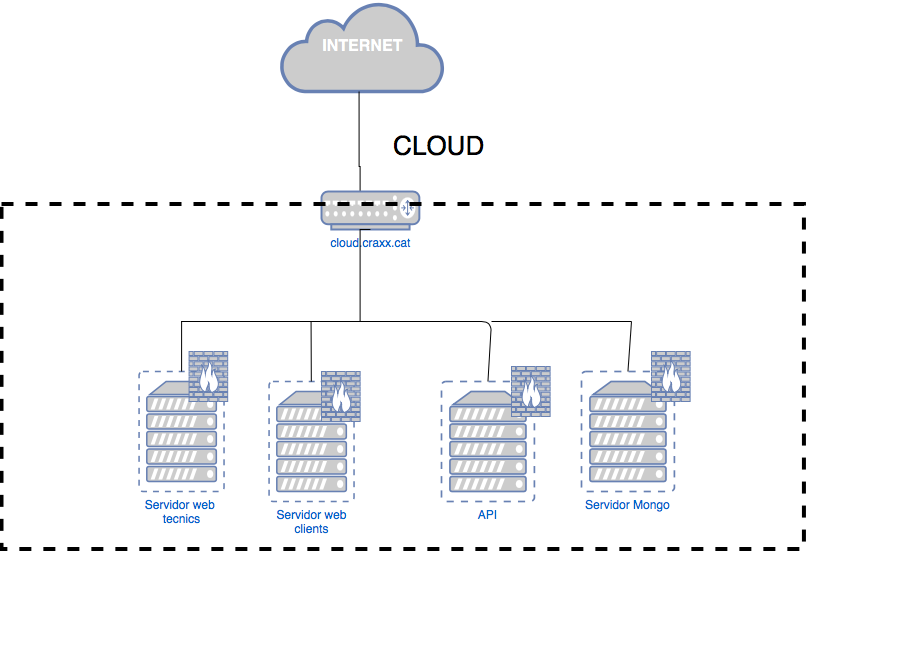 INTERNET
CLOUD
cloud.craxx.cat
Servidor web
tecnics
Servidor web
clients
API
Servidor Mongo